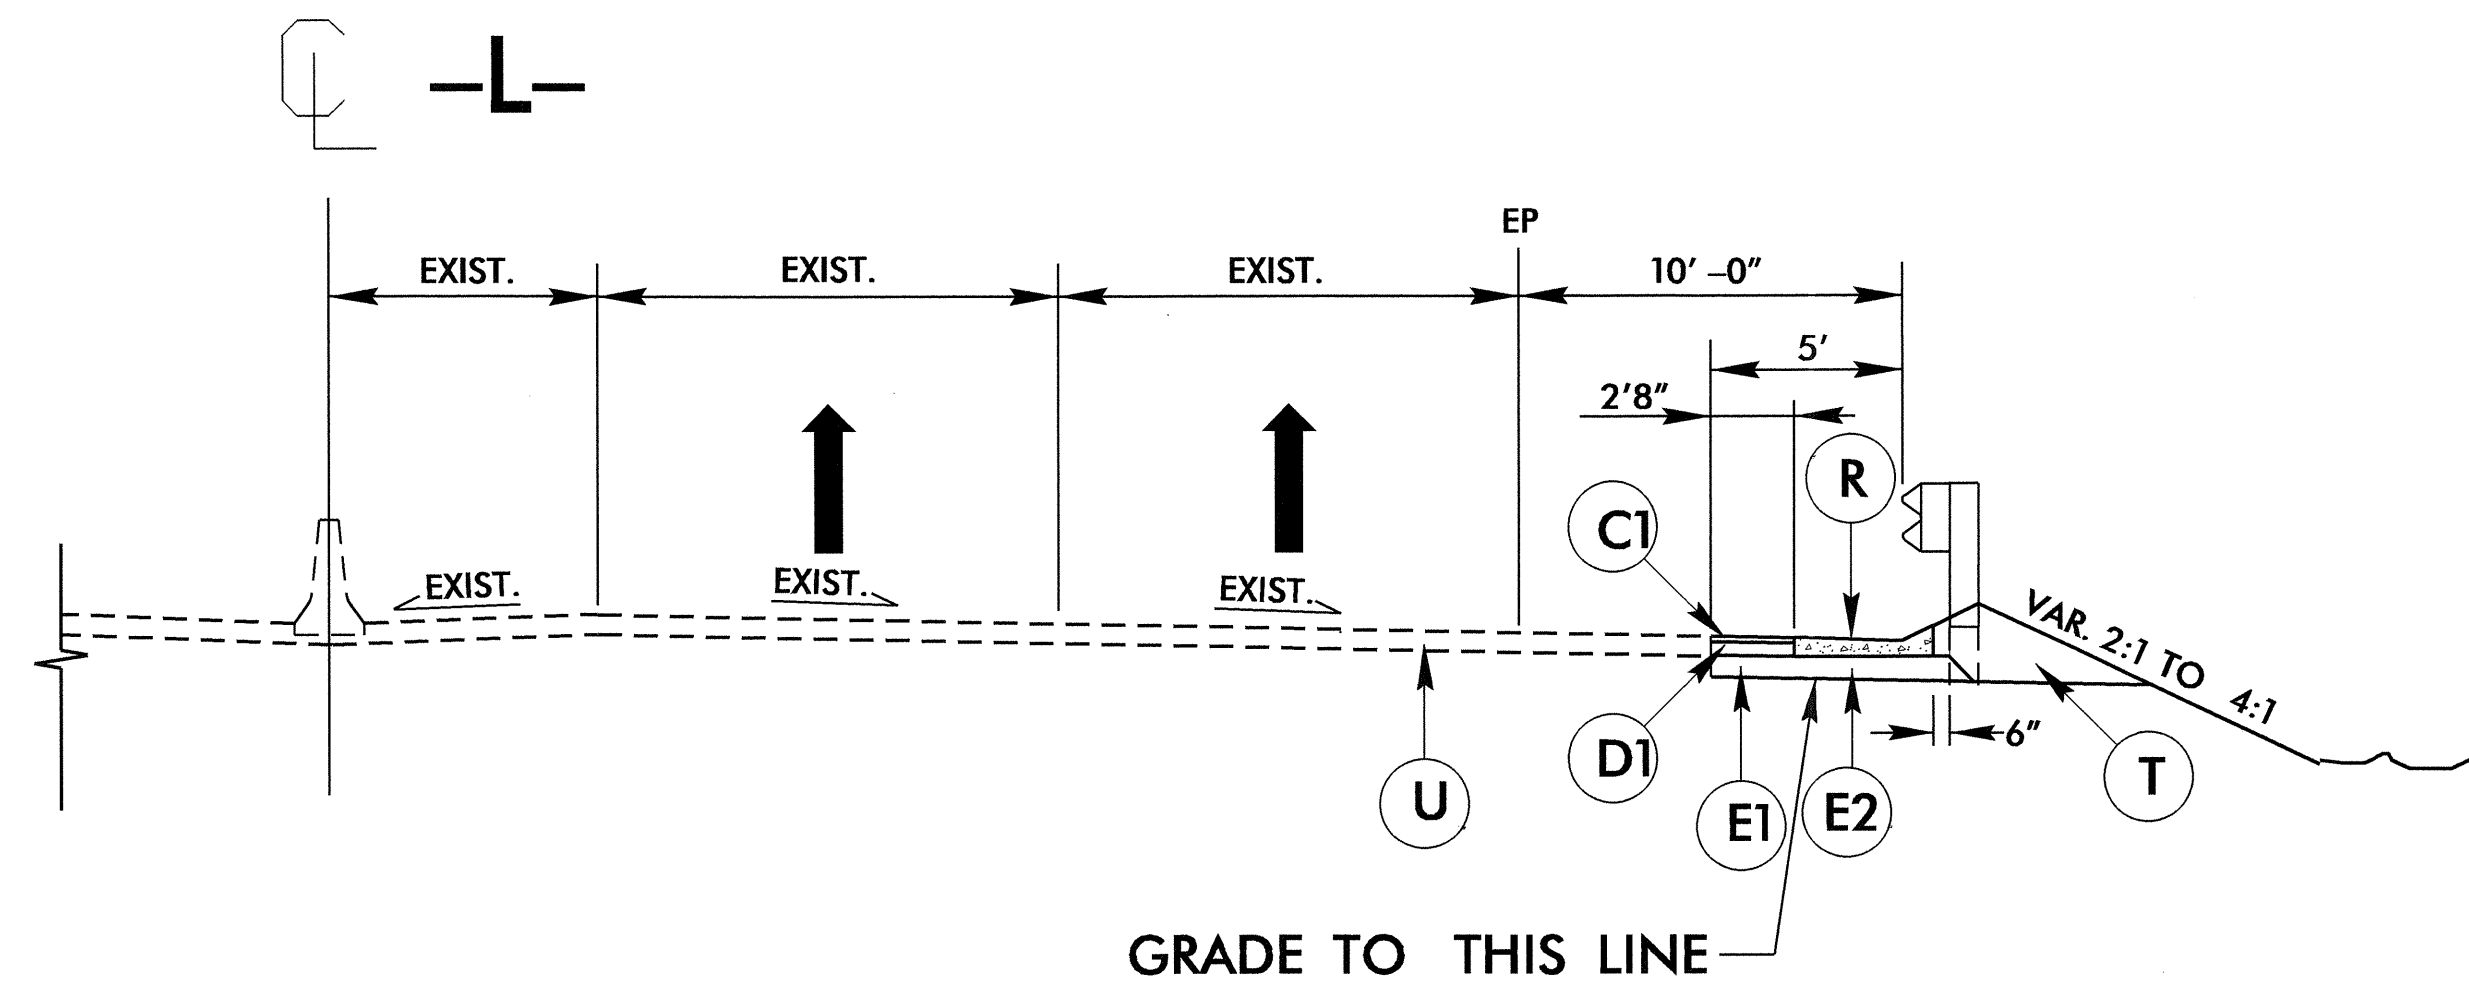 CL -L-
EP
EXIST. EXIST. EXIST. 10' -0"
5'
2'8"
R
C1
EXIST. EXIST. EXIST.
VAR. 2:1 TO 4:1
6"
D1
T
U
E1 E2
GRADE TO THIS LINE